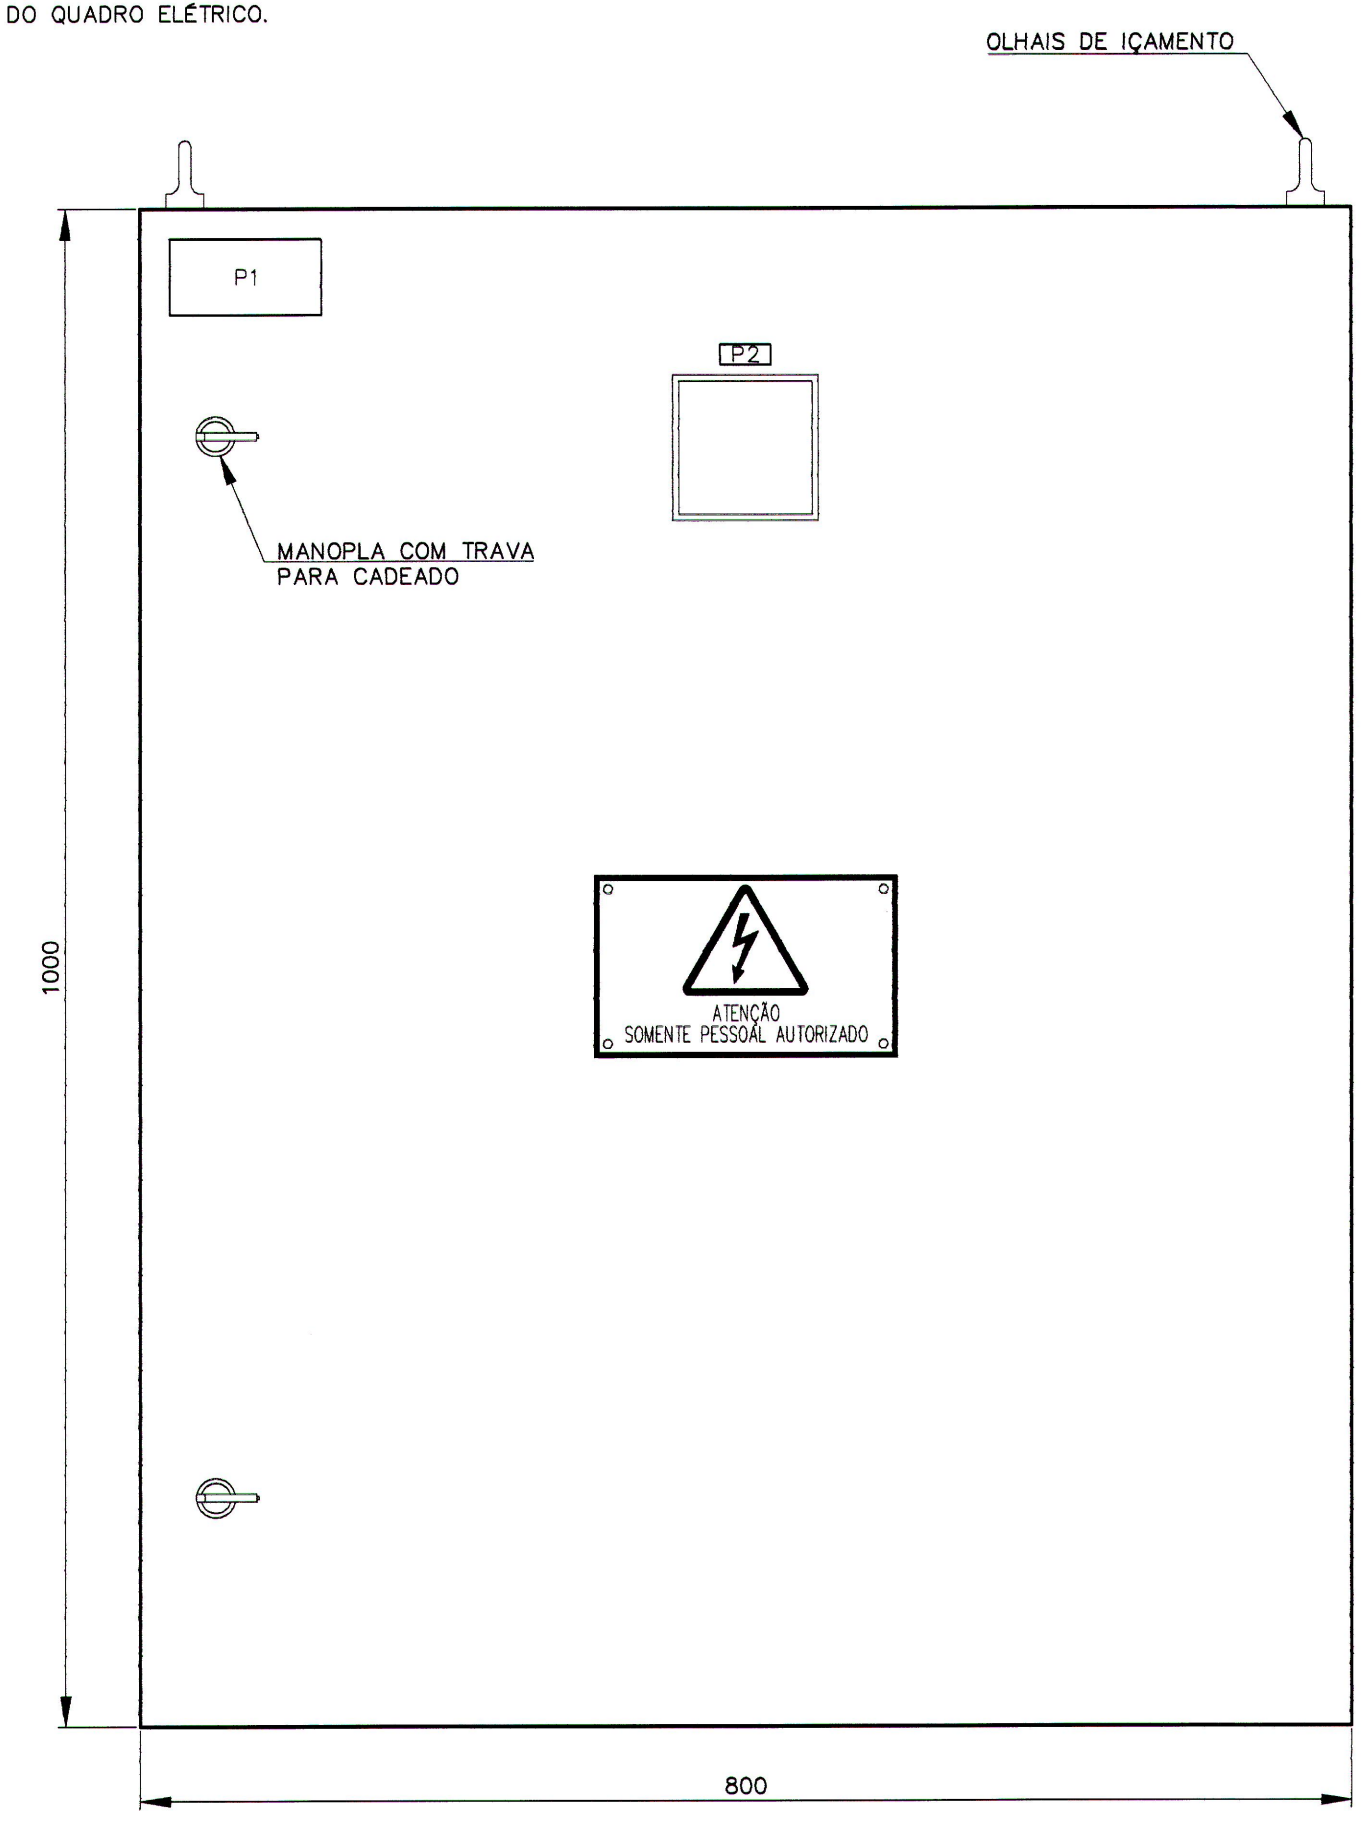 DO QUADRO ELÉTRICO.
OLHAIS DE IÇAMENTO
P1
P2
MANOPLA COM TRAVA
PARA CADEADO
1000
ATENÇÃO
SOMENTE PESSOAL AUTORIZADO
800